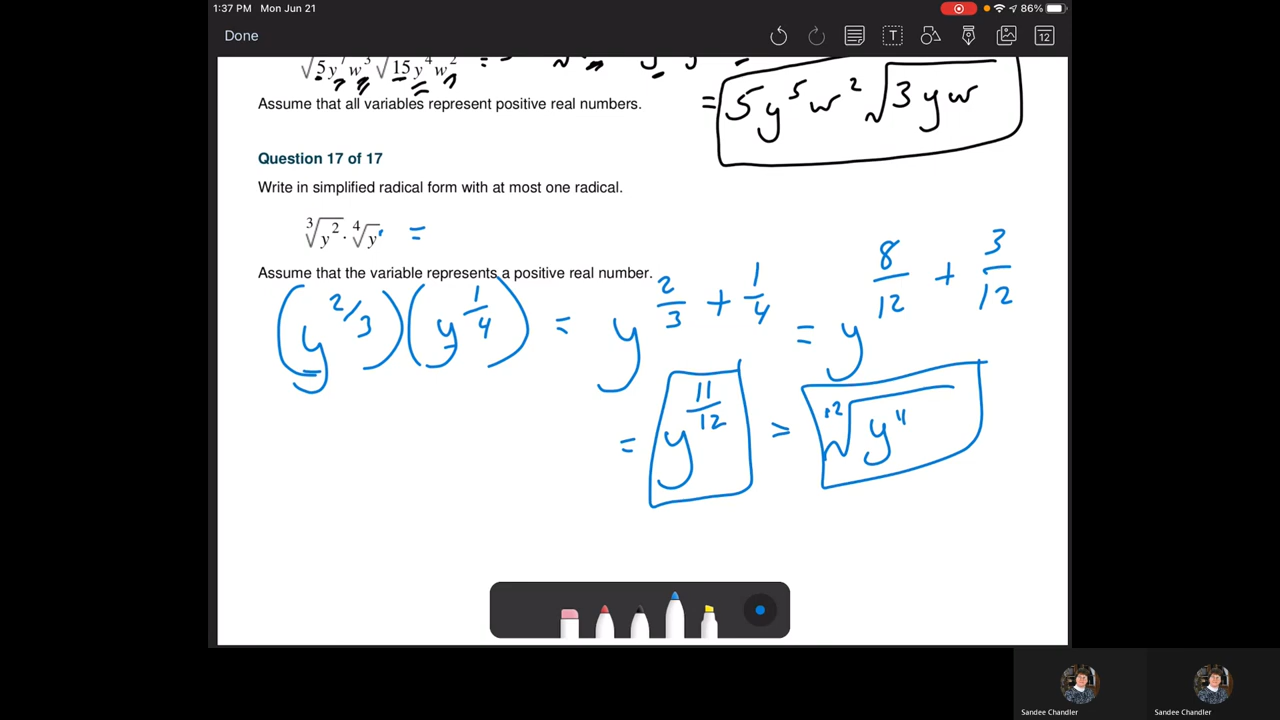 1:37 PM Mon Jun 21
86%
Done
T
12
√5y⁷w³ √15y⁴w² =
= 5y⁵w²√3yw
Assume that all variables represent positive real numbers.
Question 17 of 17
Write in simplified radical form with at most one radical.
∛y² · ∜y =
Assume that the variable represents a positive real number.
(y^2/3)(y^1/4) = y^(2/3 + 1/4) = y^(8/12 + 3/12)
= y^11/12 = ¹²√y¹¹
Sandee Chandler
Sandee Chandler